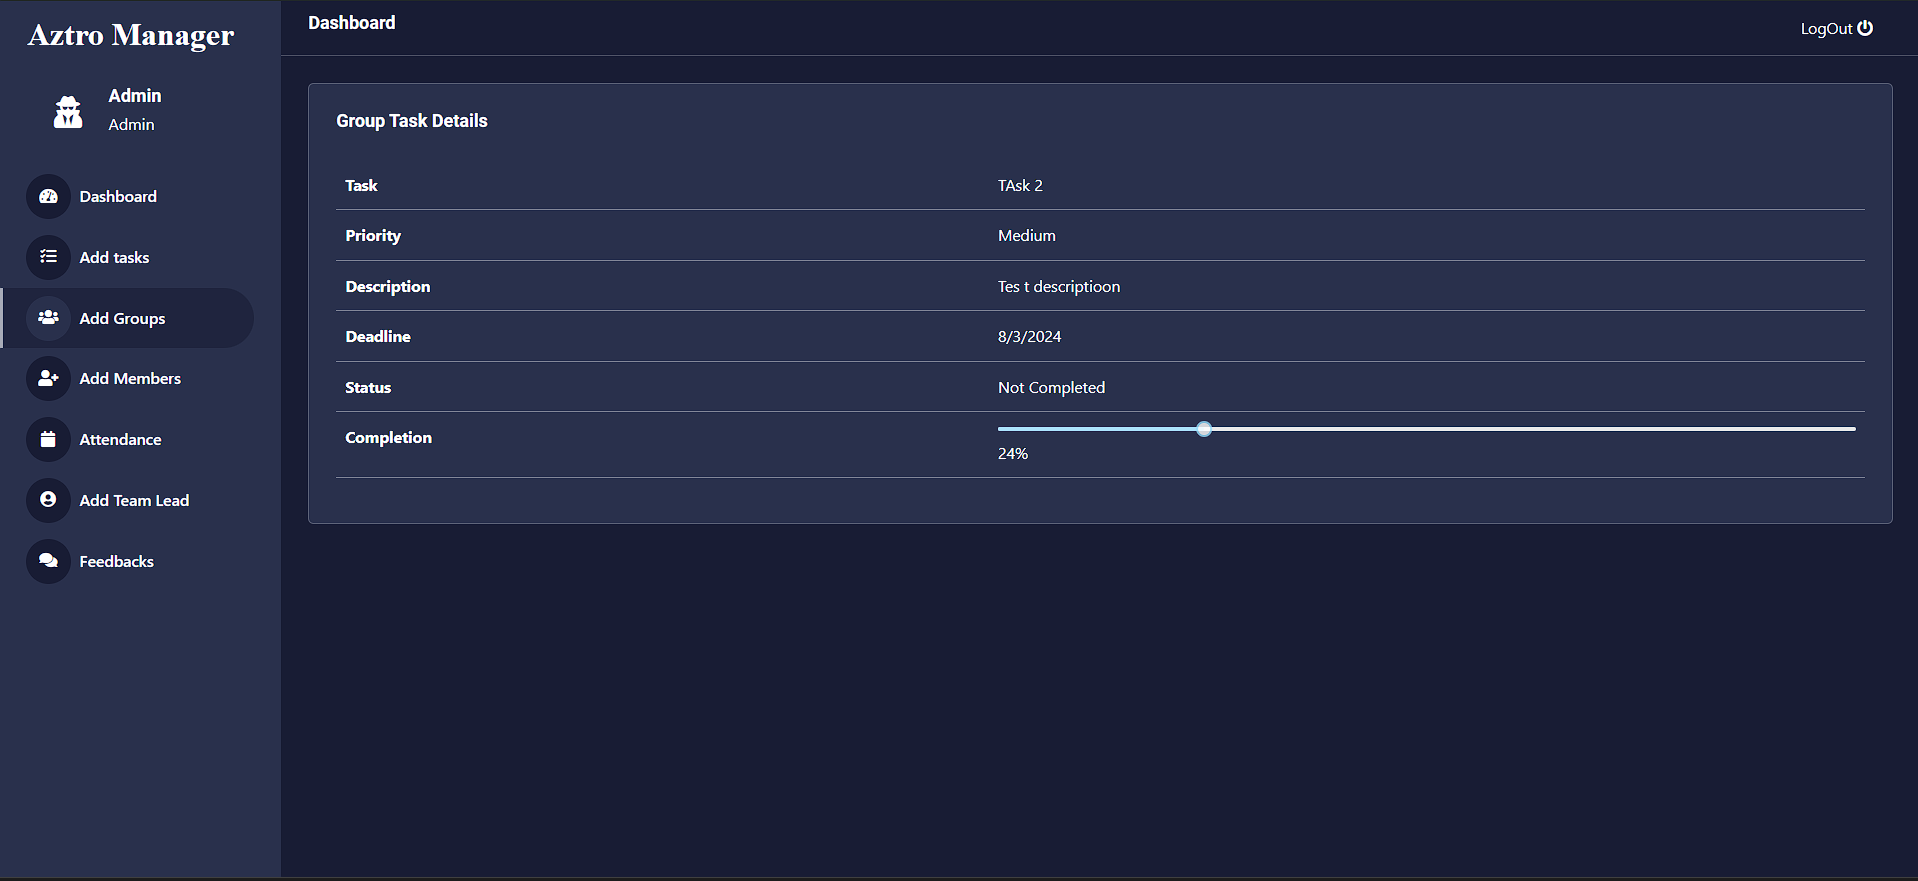 Aztro Manager
Admin
Admin
Dashboard
Add tasks
Add Groups
Add Members
Attendance
Add Team Lead
Feedbacks
Dashboard
LogOut
Group Task Details
Task TAsk 2
Priority Medium
Description Tes t descriptioon
Deadline 8/3/2024
Status Not Completed
Completion
24%